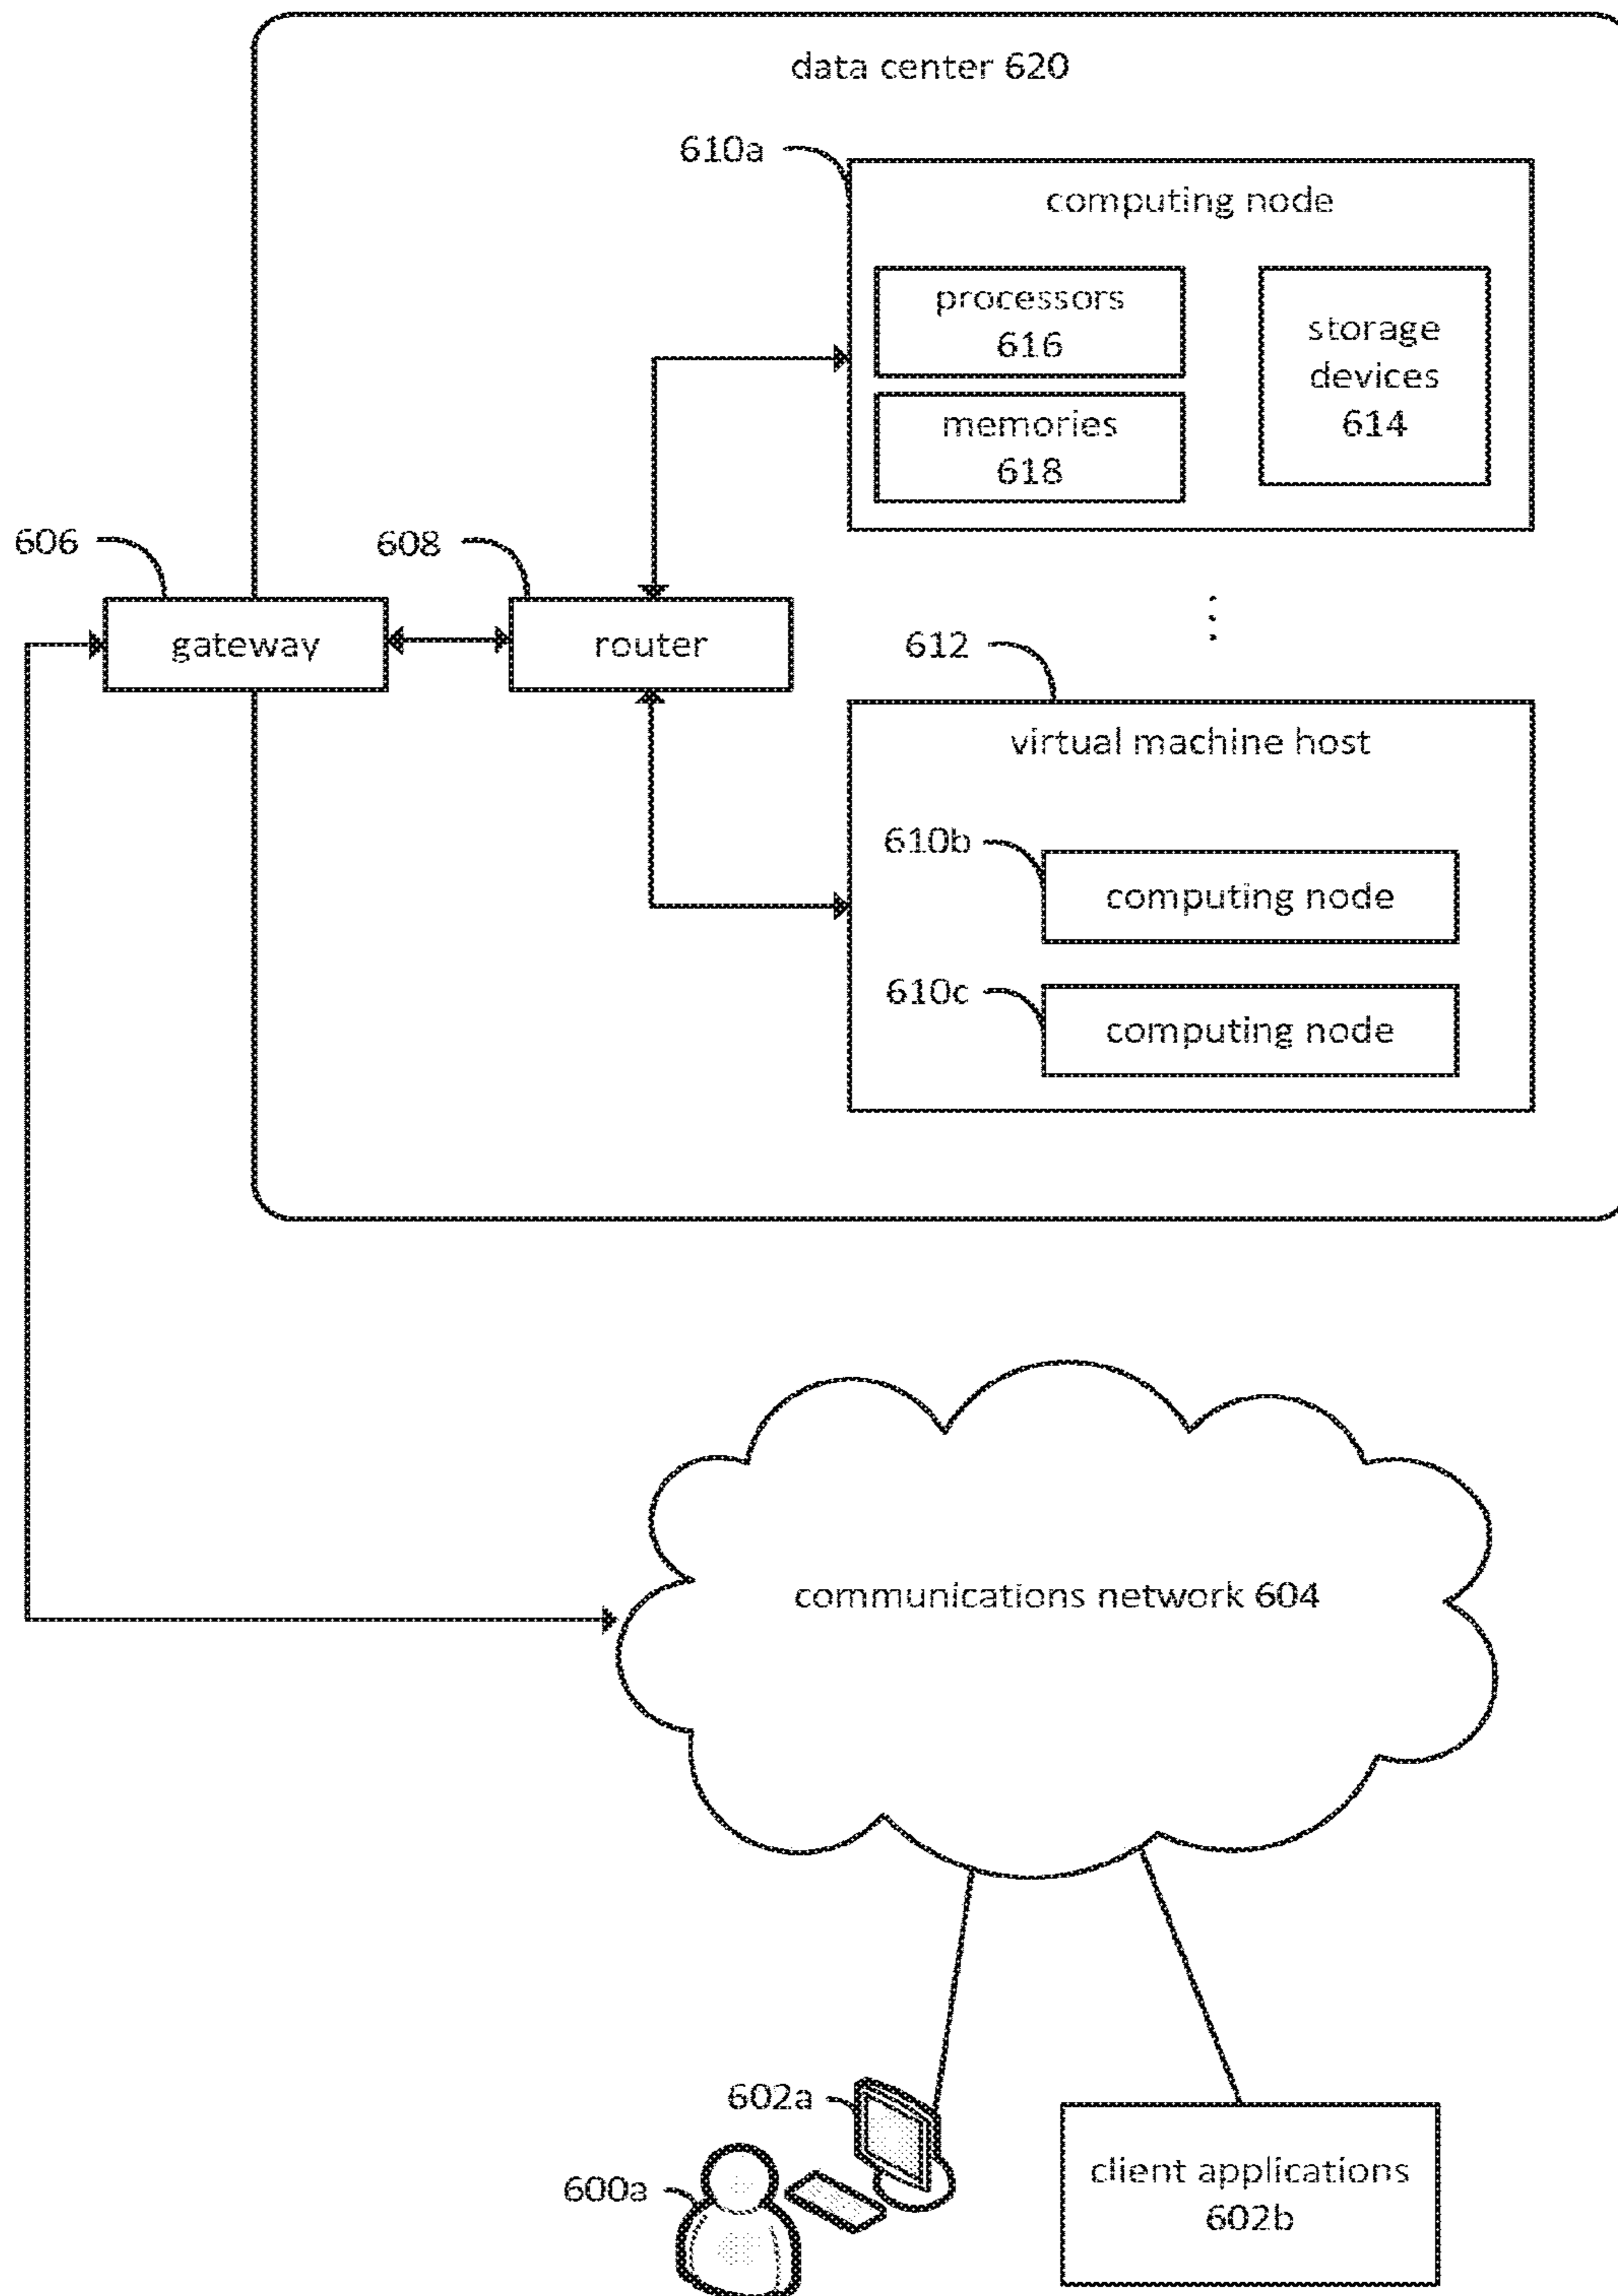 data center 620
610a
computing node
processors
616
storage
devices
614
memories
618
606
608
gateway
router
612
virtual machine host
610b
computing node
610c
computing node
communications network 604
602a
600a
client applications
602b